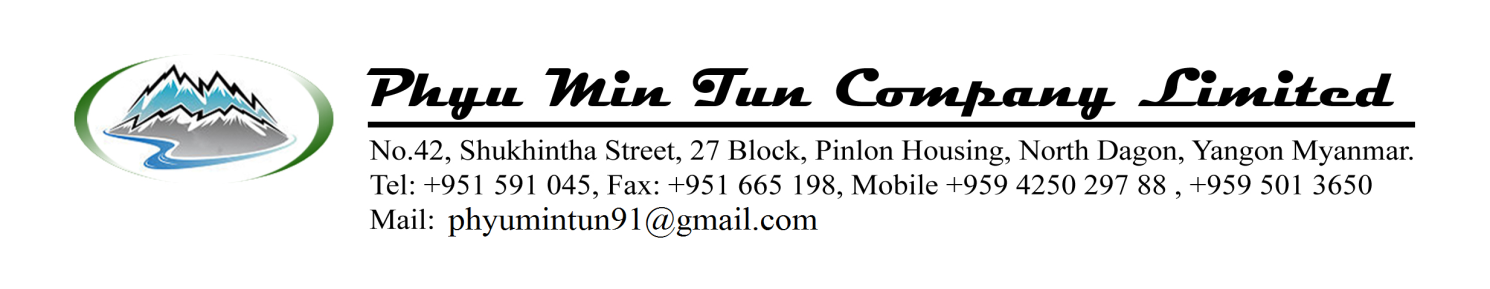 Phyu Min Tun Company Limited
No.42, Shukhintha Street, 27 Block, Pinlon Housing, North Dagon, Yangon Myanmar.
Tel: +951 591 045, Fax: +951 665 198, Mobile +959 4250 297 88 , +959 501 3650
Mail: phyumintun91@gmail.com